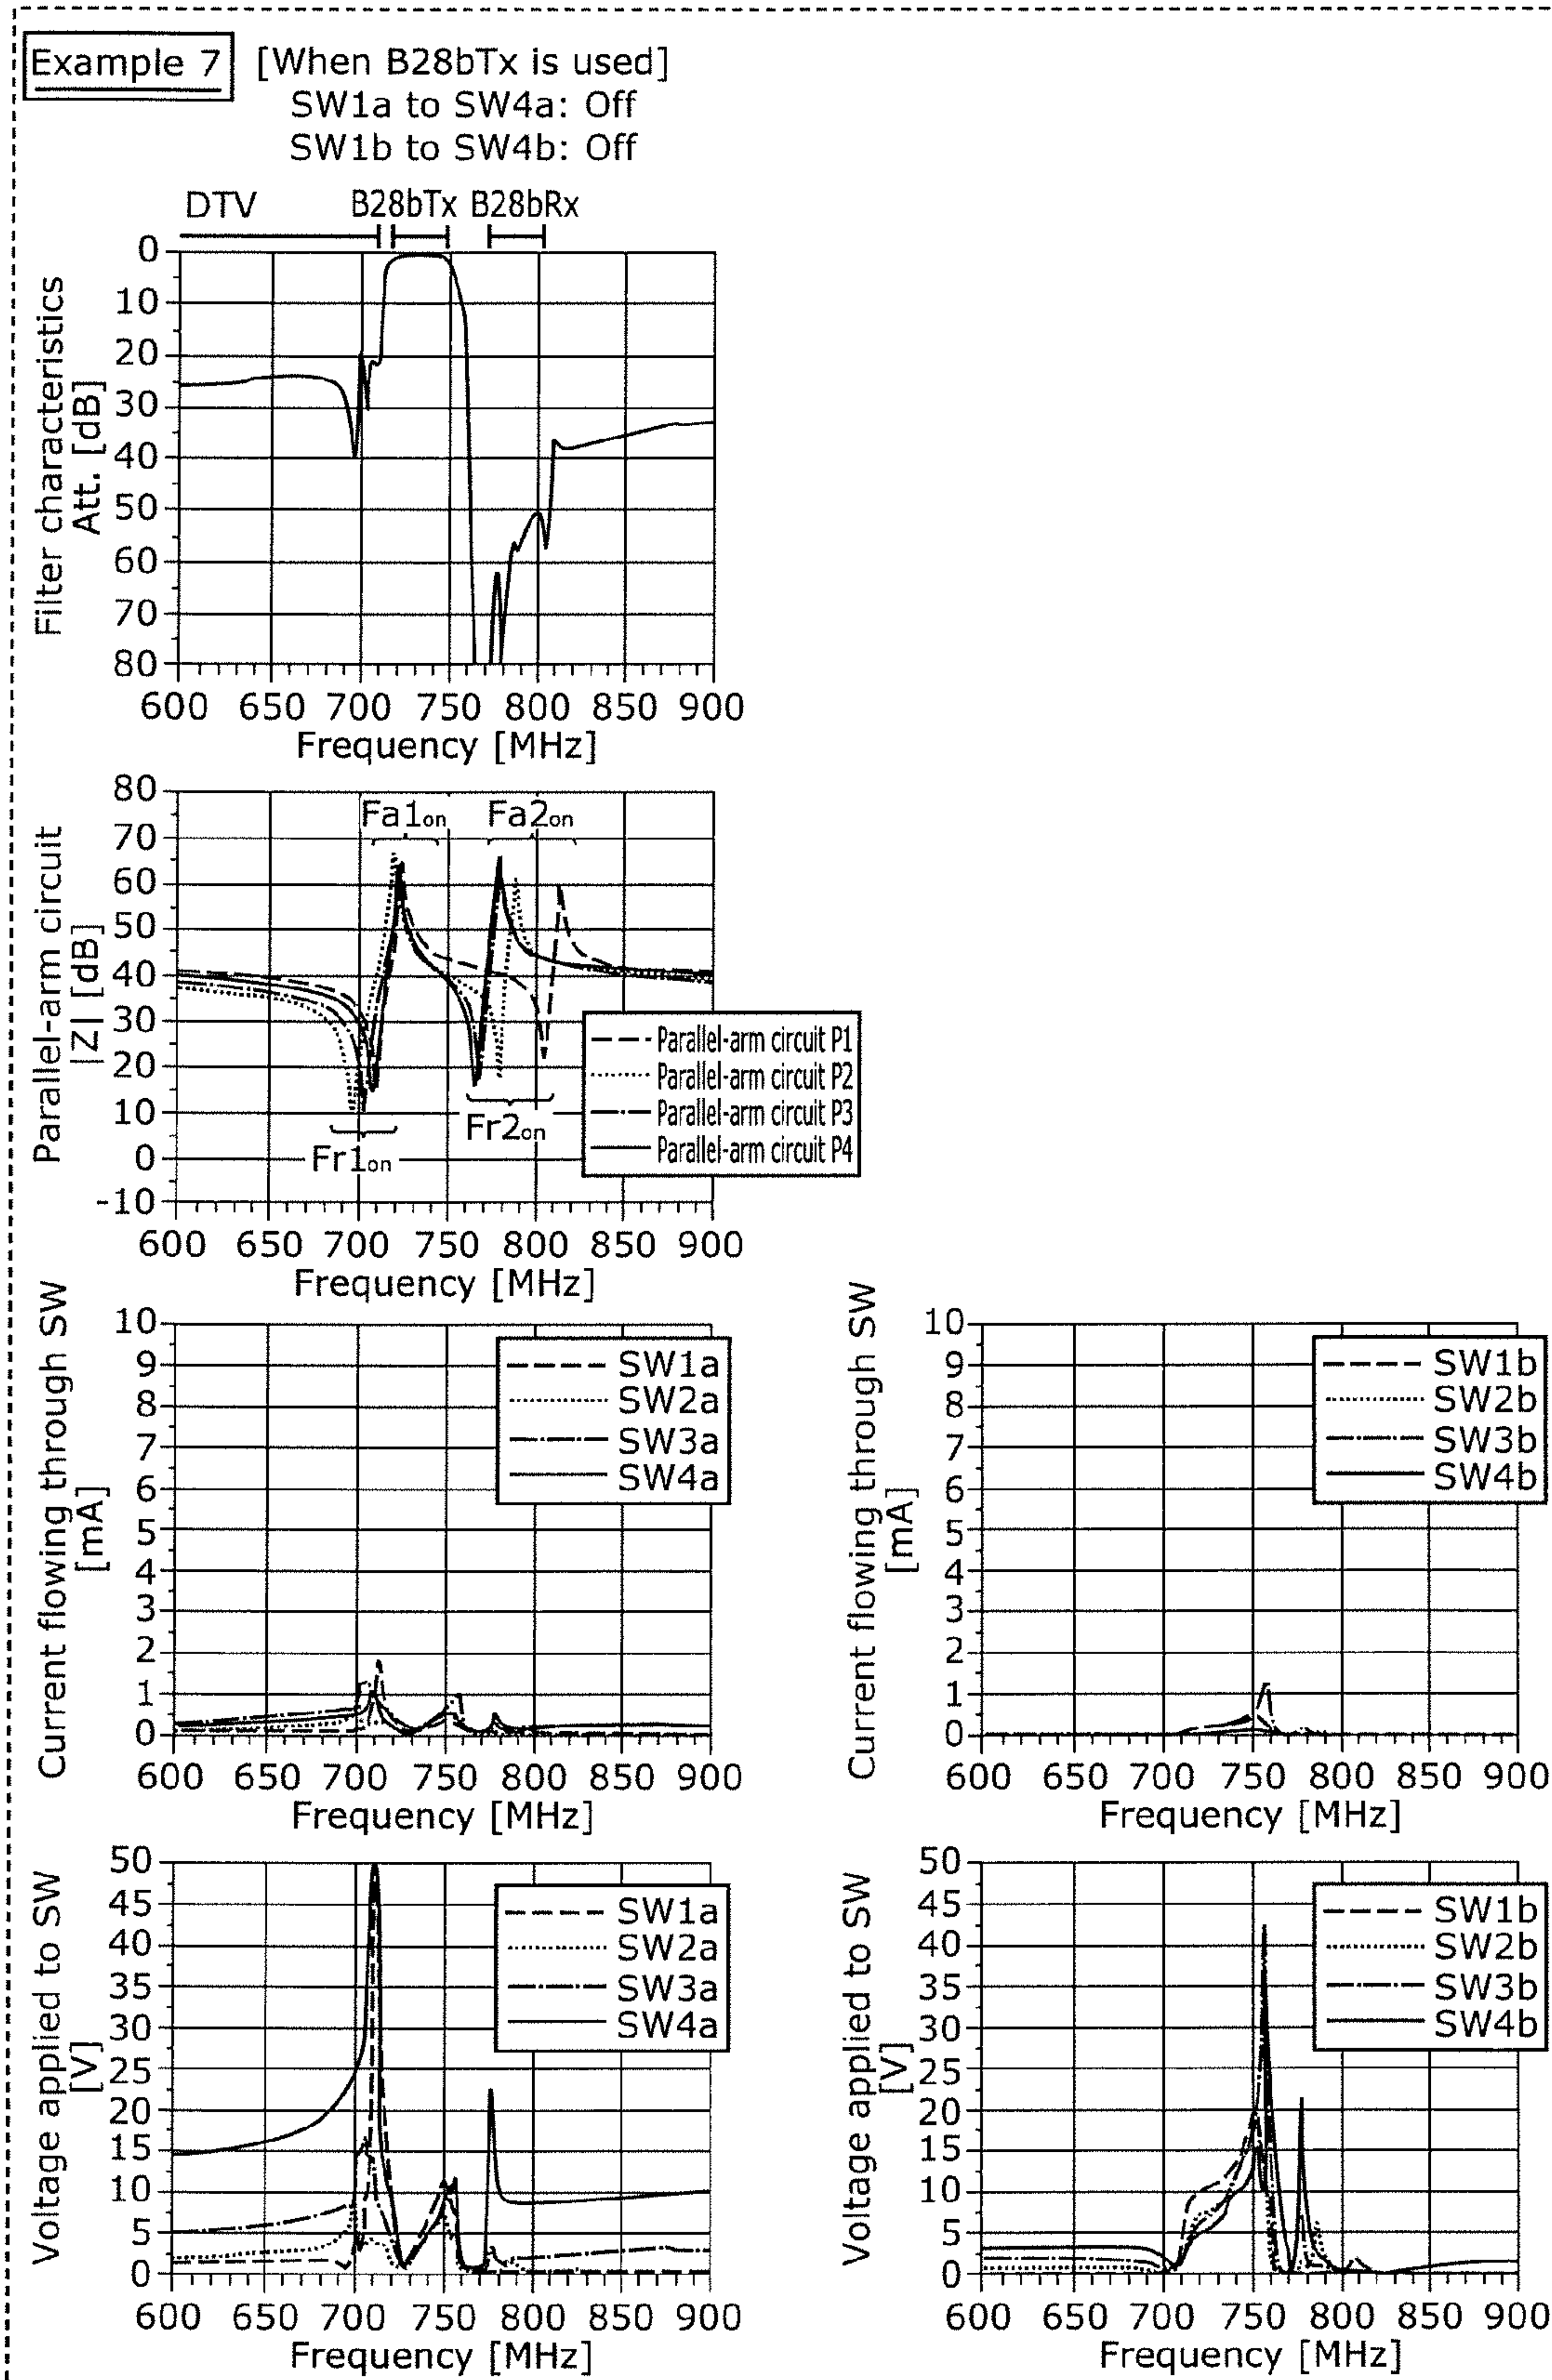 Example 7 [When B28bTx is used]
SW1a to SW4a: Off
SW1b to SW4b: Off
DTV B28bTx B28bRx
Filter characteristics
Att. [dB]
0
10
20
30
40
50
60
70
80
600 650 700 750 800 850 900
Frequency [MHz]
Parallel-arm circuit
|Z| [dB]
80
70
60
50
40
30
20
10
0
-10
Fa1on Fa2on
Fr1on Fr2on
Parallel-arm circuit P1
Parallel-arm circuit P2
Parallel-arm circuit P3
Parallel-arm circuit P4
600 650 700 750 800 850 900
Frequency [MHz]
Current flowing through SW
[mA]
10
9
8
7
6
5
4
3
2
1
0
SW1a
SW2a
SW3a
SW4a
600 650 700 750 800 850 900
Frequency [MHz]
Current flowing through SW
[mA]
10
9
8
7
6
5
4
3
2
1
0
SW1b
SW2b
SW3b
SW4b
600 650 700 750 800 850 900
Frequency [MHz]
Voltage applied to SW
[V]
50
45
40
35
30
25
20
15
10
5
0
SW1a
SW2a
SW3a
SW4a
600 650 700 750 800 850 900
Frequency [MHz]
Voltage applied to SW
[V]
50
45
40
35
30
25
20
15
10
5
0
SW1b
SW2b
SW3b
SW4b
600 650 700 750 800 850 900
Frequency [MHz]